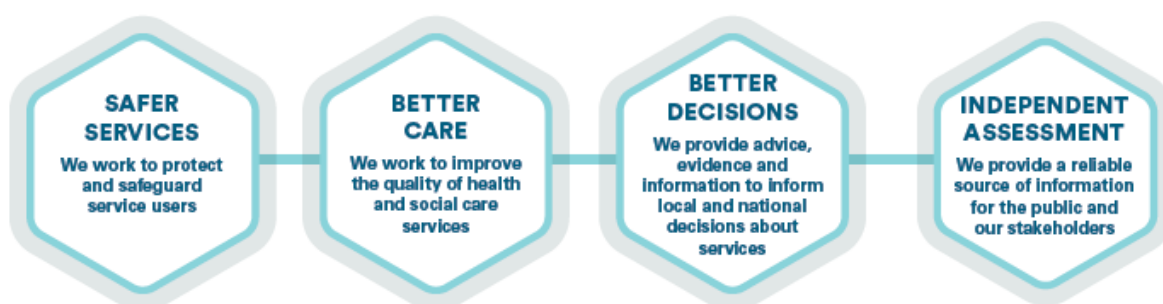 SAFER
SERVICES
We work to protect
and safeguard
service users
BETTER
CARE
We work to improve
the quality of health
and social care
services
BETTER
DECISIONS
We provide advice,
evidence and
information to inform
local and national
decisions about
services
INDEPENDENT
ASSESSMENT
We provide a reliable
source of information
for the public and
our stakeholders